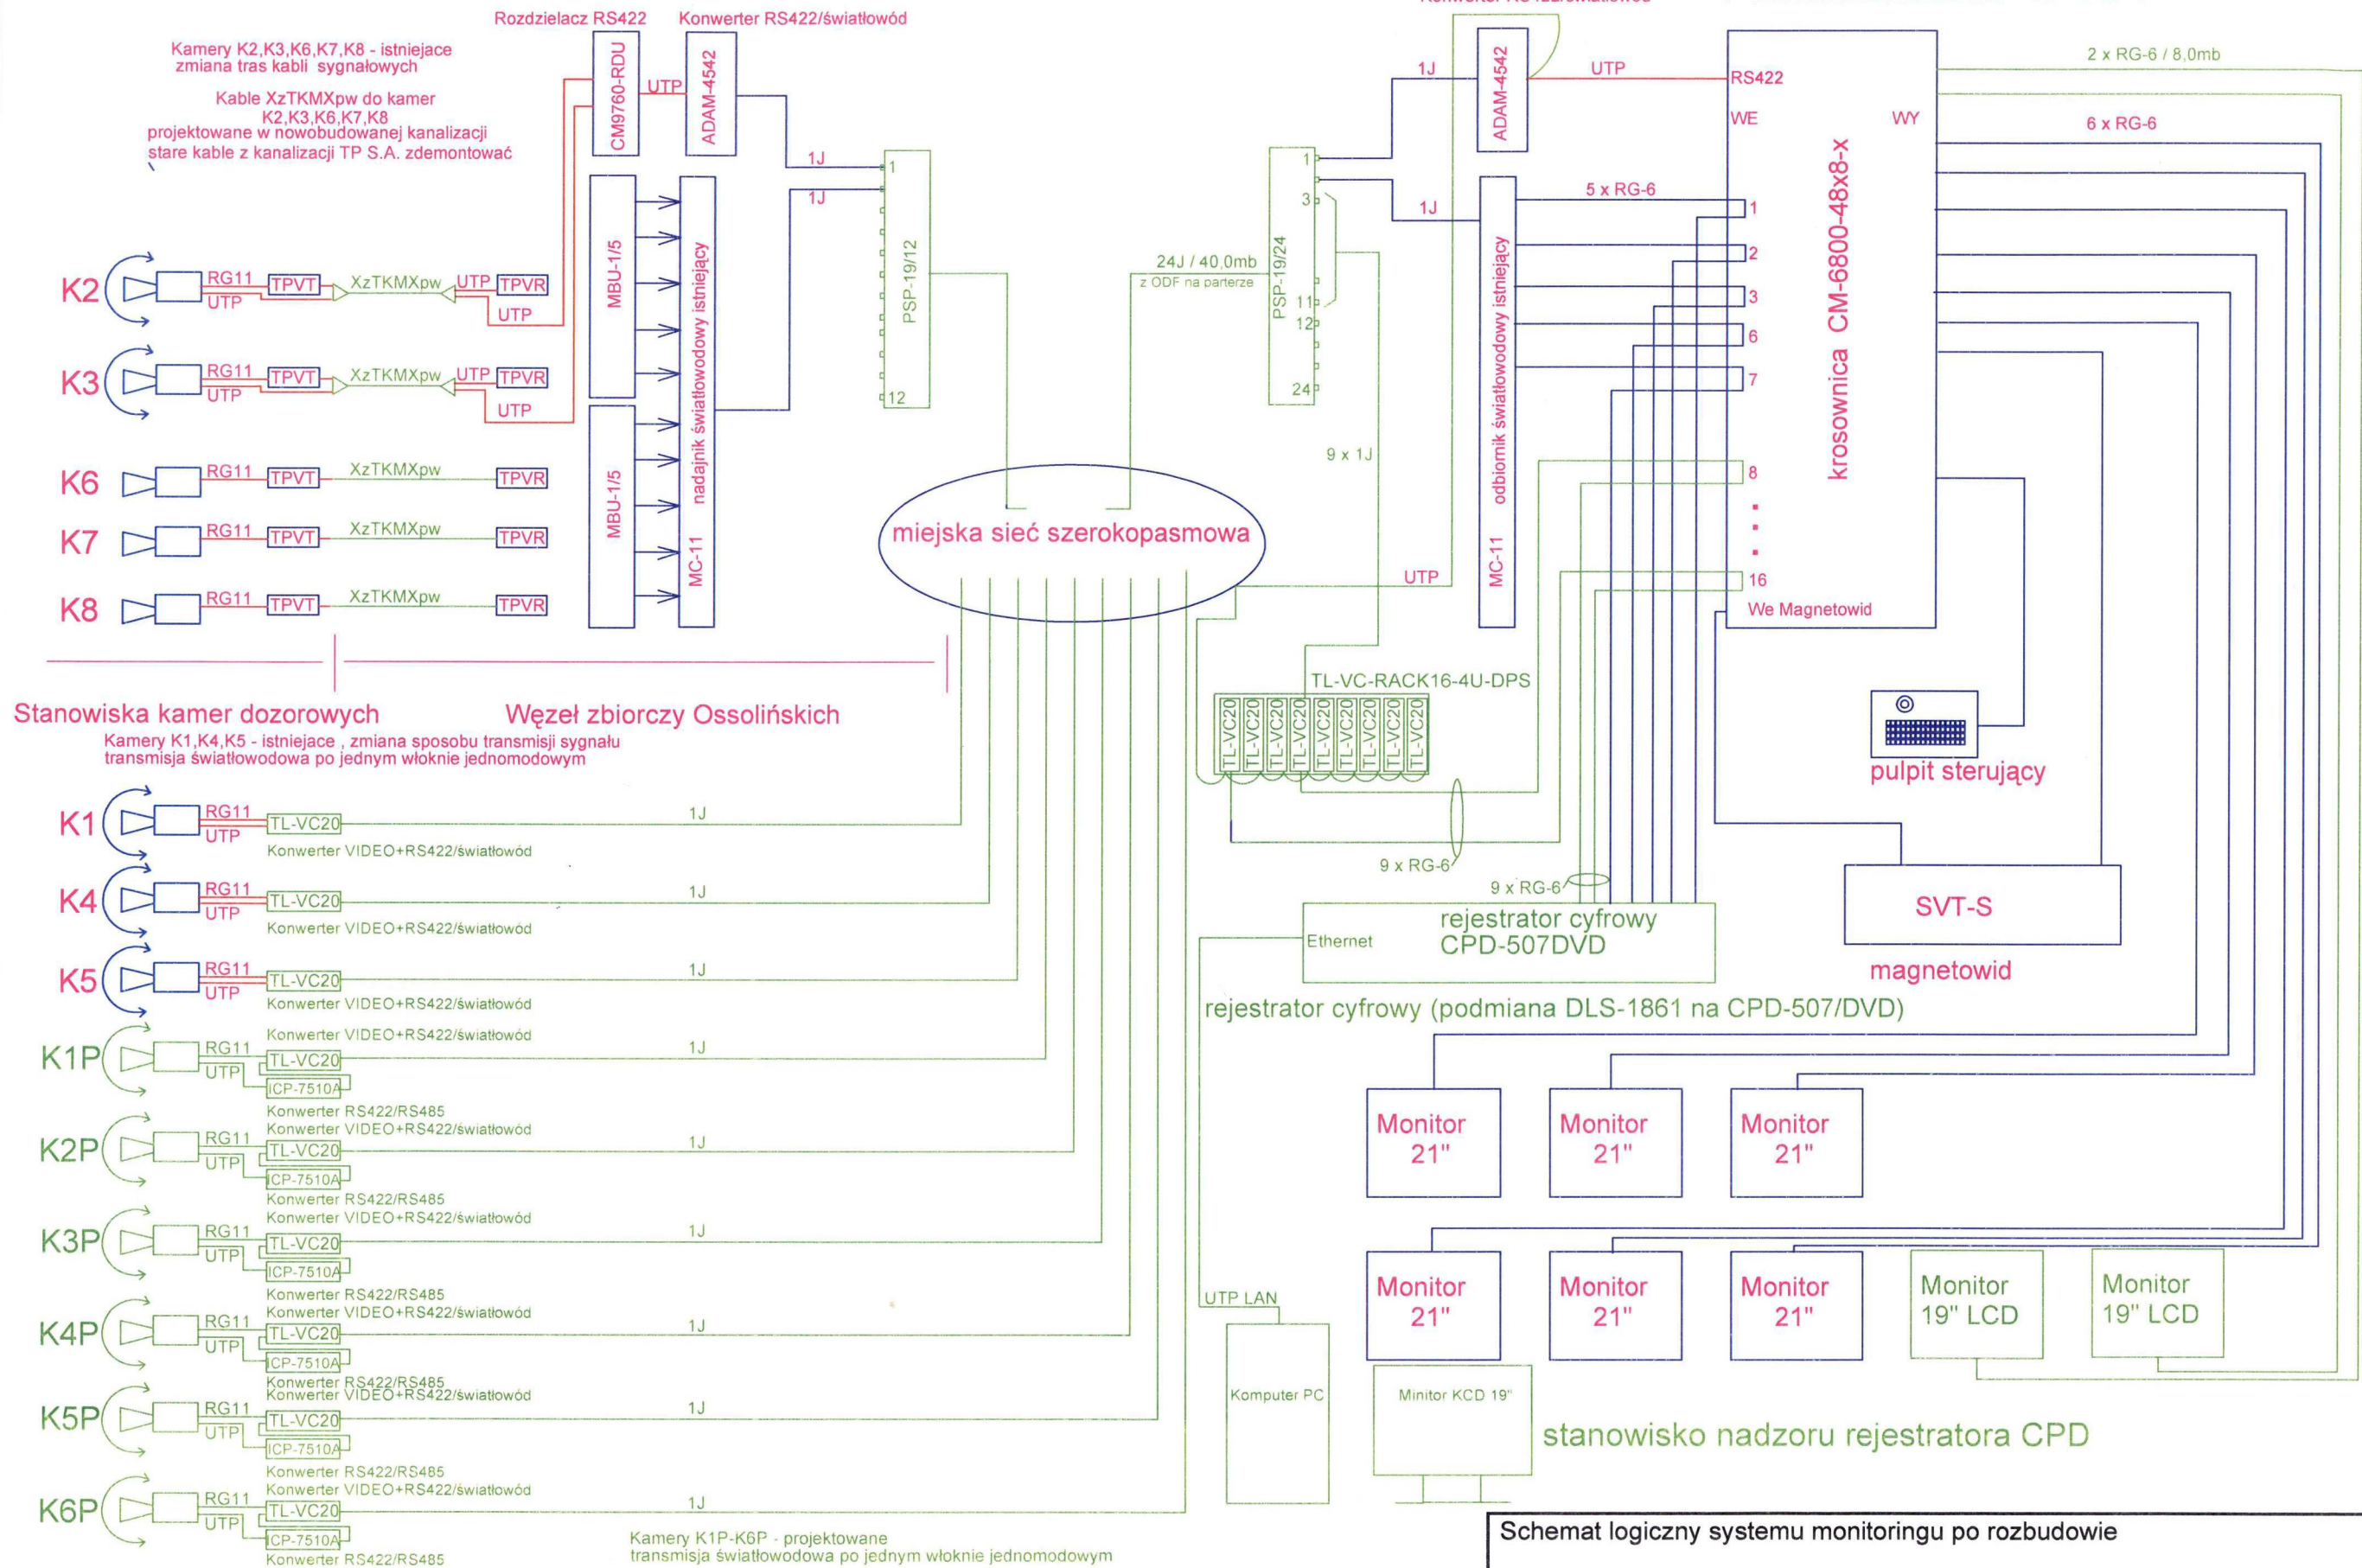 Rozdzielacz RS422
Konwerter RS422/światłowód
Kamery K2,K3,K6,K7,K8 - istniejace
zmiana tras kabli sygnałowych
Kable XzTKMXpw do kamer
K2,K3,K6,K7,K8
projektowane w nowobudowanej kanalizacji
stare kable z kanalizacji TP S.A. zdemontować
CM9760-RDU
UTP
ADAM-4542
1J
1J
1
12
PSP-19/12
MBU-1/5
MBU-1/5
MC-11 nadajnik światłowodowy istniejący
K2
RG11
UTP
TPVT
XzTKMXpw
UTP
TPVR
UTP
K3
RG11
UTP
TPVT
XzTKMXpw
UTP
TPVR
UTP
K6
RG11
TPVT
XzTKMXpw
TPVR
K7
RG11
TPVT
XzTKMXpw
TPVR
K8
RG11
TPVT
XzTKMXpw
TPVR
miejska sieć szerokopasmowa
24J / 40,0mb
z ODF na parterze
PSP-19/24
1
3
11
12
24
1J
1J
9 x 1J
ADAM-4542
UTP
UTP
MC-11 odbiornik światłowodowy istniejący
5 x RG-6
RS422
WE
WY
1
2
3
6
7
8
16
We Magnetowid
krosownica CM-6800-48x8-x
2 x RG-6 / 8,0mb
6 x RG-6
Stanowiska kamer dozorowych
Węzeł zbiorczy Ossolińskich
Kamery K1,K4,K5 - istniejace , zmiana sposobu transmisji sygnału
transmisja światłowodowa po jednym włoknie jednomodowym
TL-VC-RACK16-4U-DPS
TL-VC20
TL-VC20
TL-VC20
TL-VC20
TL-VC20
TL-VC20
TL-VC20
TL-VC20
TL-VC20
9 x RG-6
9 x RG-6
pulpit sterujący
SVT-S
magnetowid
Ethernet
rejestrator cyfrowy
CPD-507DVD
rejestrator cyfrowy (podmiana DLS-1861 na CPD-507/DVD)
K1
RG11
UTP
TL-VC20
1J
Konwerter VIDEO+RS422/światłowód
K4
RG11
UTP
TL-VC20
1J
Konwerter VIDEO+RS422/światłowód
K5
RG11
UTP
TL-VC20
1J
Konwerter VIDEO+RS422/światłowód
Konwerter VIDEO+RS422/światłowód
K1P
RG11
UTP
TL-VC20
1J
ICP-7510A
Konwerter RS422/RS485
Konwerter VIDEO+RS422/światłowód
K2P
RG11
UTP
TL-VC20
1J
ICP-7510A
Konwerter RS422/RS485
Konwerter VIDEO+RS422/światłowód
K3P
RG11
UTP
TL-VC20
1J
ICP-7510A
Konwerter RS422/RS485
Konwerter VIDEO+RS422/światłowód
K4P
RG11
UTP
TL-VC20
1J
ICP-7510A
Konwerter RS422/RS485
Konwerter VIDEO+RS422/światłowód
K5P
RG11
UTP
TL-VC20
1J
ICP-7510A
Konwerter RS422/RS485
Konwerter VIDEO+RS422/światłowód
K6P
RG11
UTP
TL-VC20
1J
ICP-7510A
Konwerter RS422/RS485
Kamery K1P-K6P - projektowane
transmisja światłowodowa po jednym włoknie jednomodowym
Monitor
21"
Monitor
21"
Monitor
21"
Monitor
21"
Monitor
21"
Monitor
21"
Monitor
19" LCD
Monitor
19" LCD
UTP LAN
Komputer PC
Minitor KCD 19"
stanowisko nadzoru rejestratora CPD
Schemat logiczny systemu monitoringu po rozbudowie